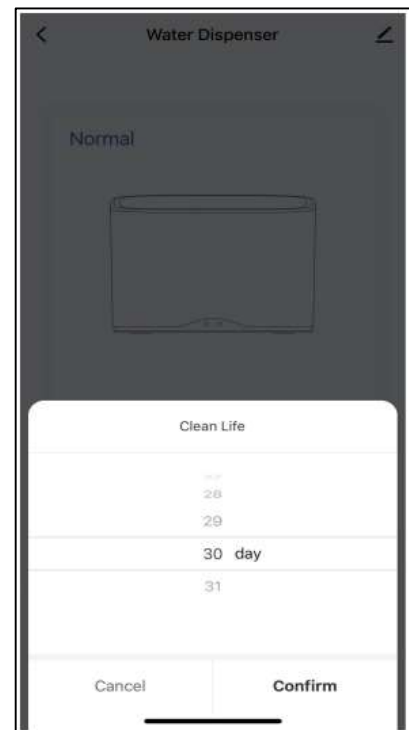 Water Dispenser
Normal
Clean Life
28
29
30 day
31
Cancel
Confirm